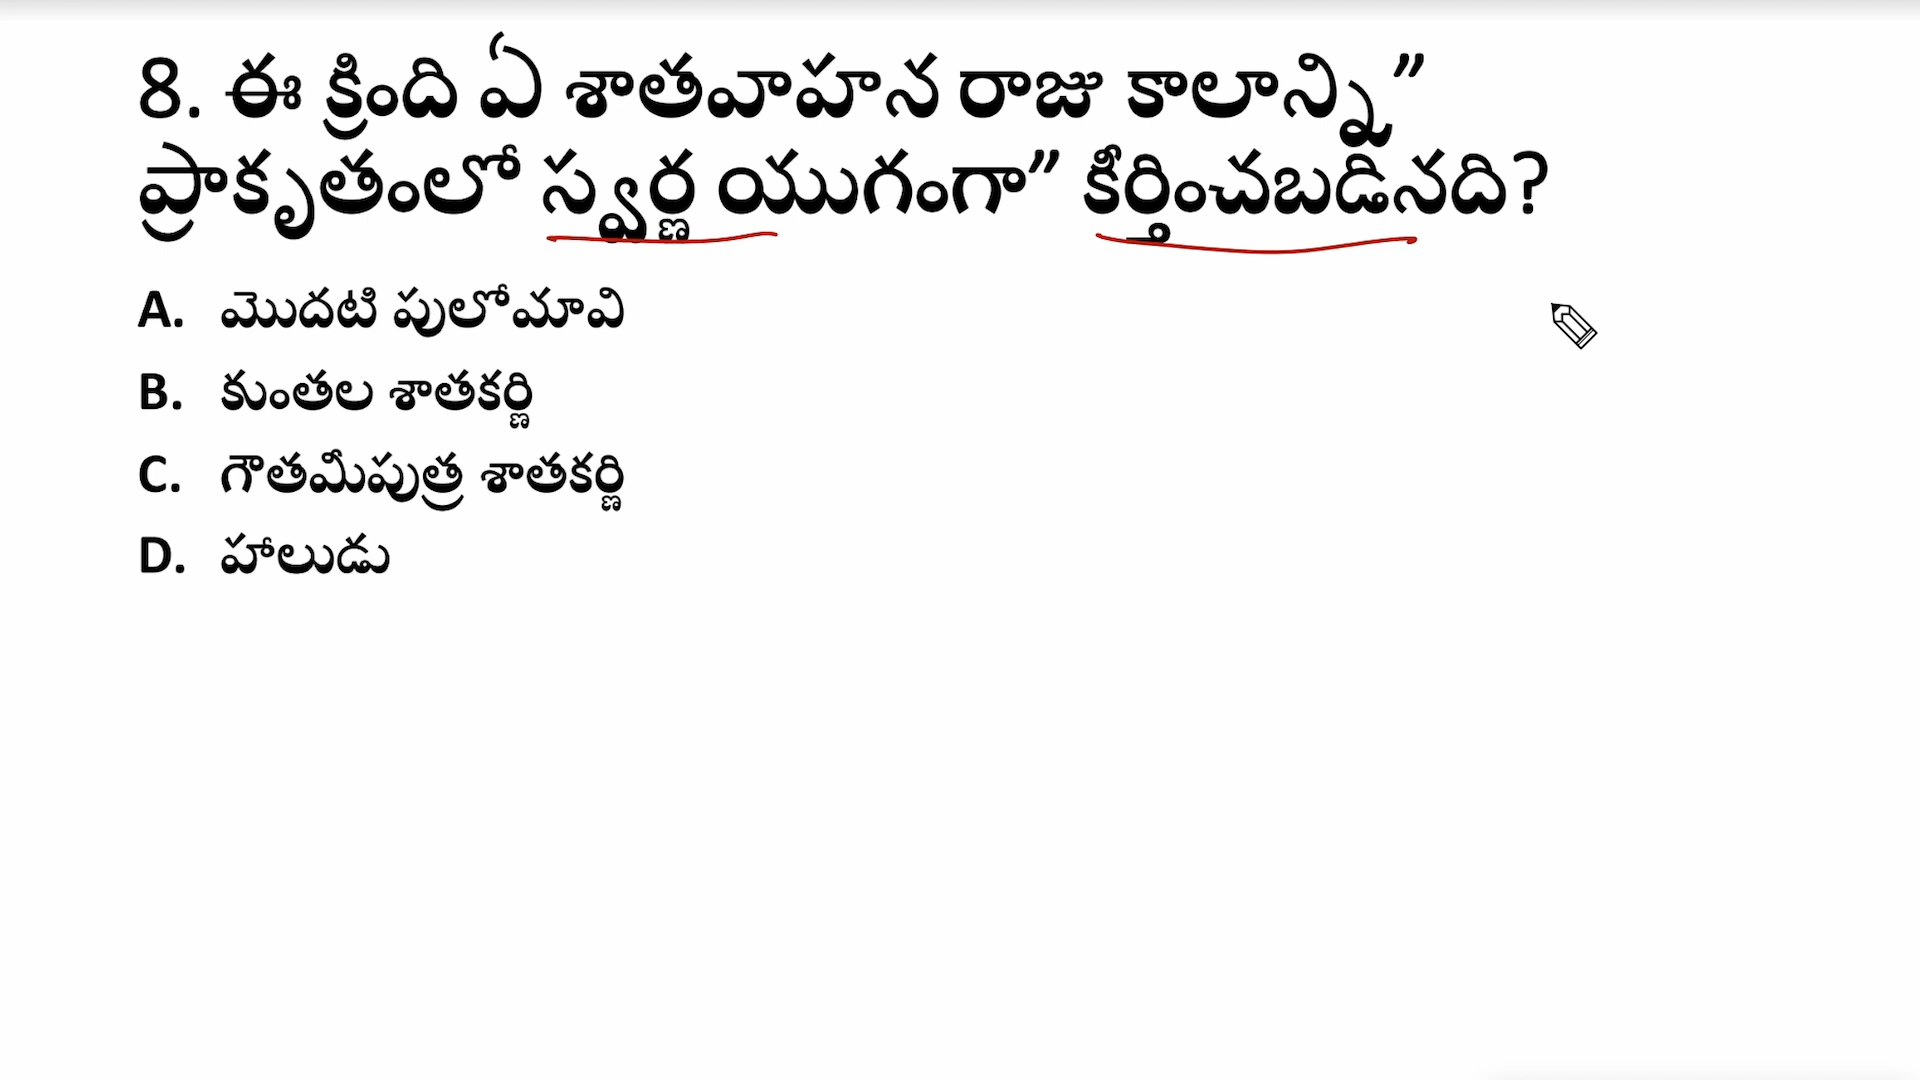 8. ఈ క్రింది ఏ శాతవాహన రాజు కాలాన్ని”
ప్రాకృతంలో స్వర్ణ యుగంగా” కీర్తించబడినది?
A. మొదటి పులోమావి
B. కుంతల శాతకర్ణి
C. గౌతమీపుత్ర శాతకర్ణి
D. హాలుడు